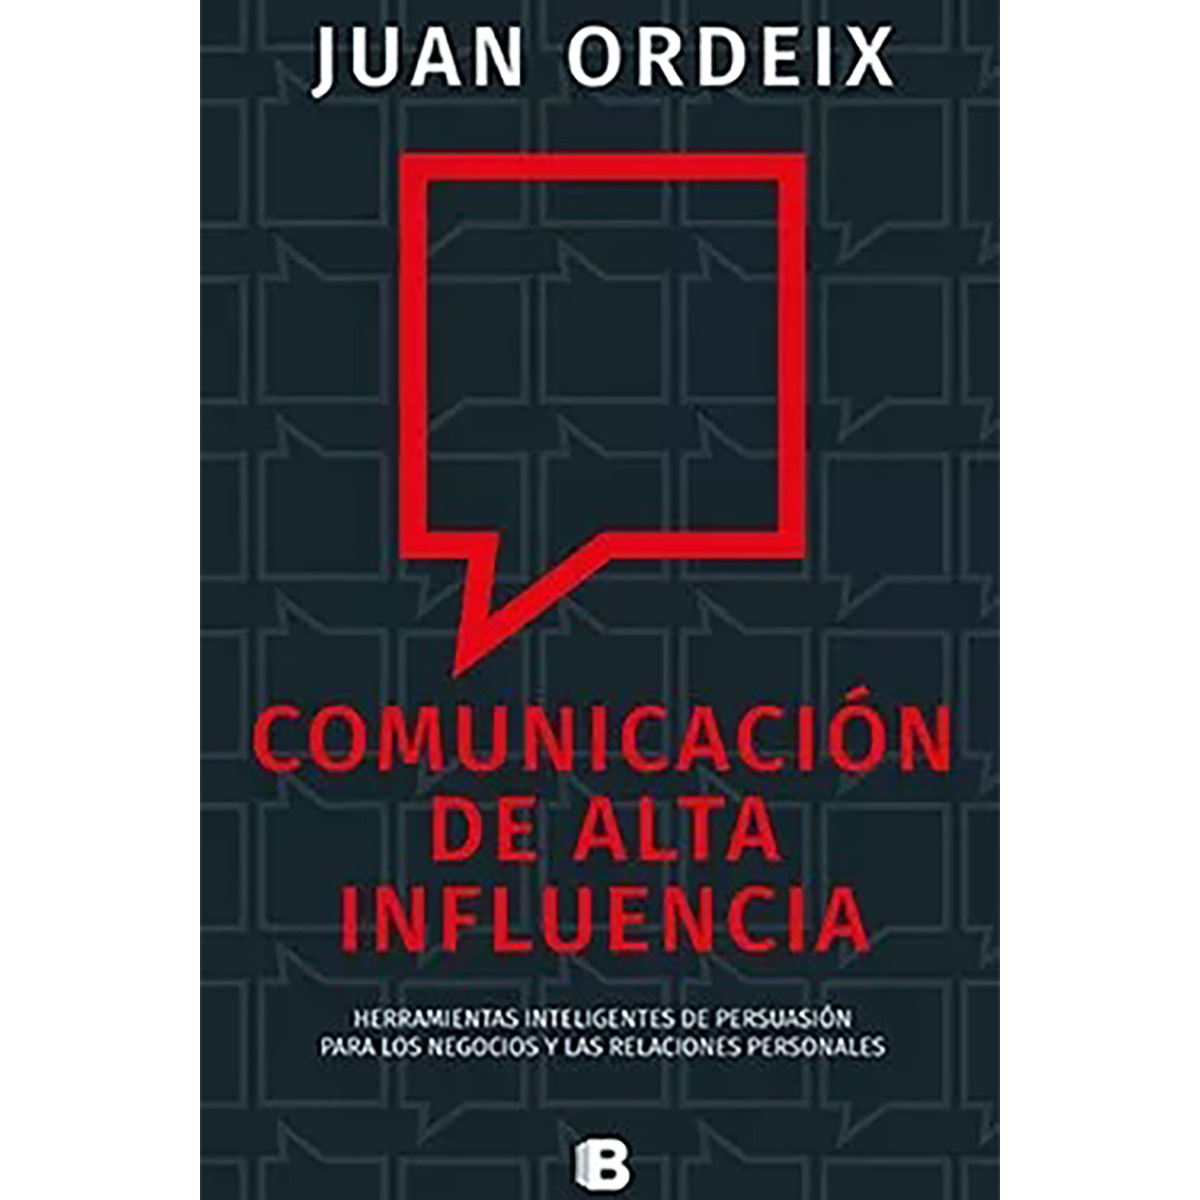 JUAN ORDEIX
COMUNICACIÓN
DE ALTA
INFLUENCIA
HERRAMIENTAS INTELIGENTES DE PERSUASIÓN
PARA LOS NEGOCIOS Y LAS RELACIONES PERSONALES
B